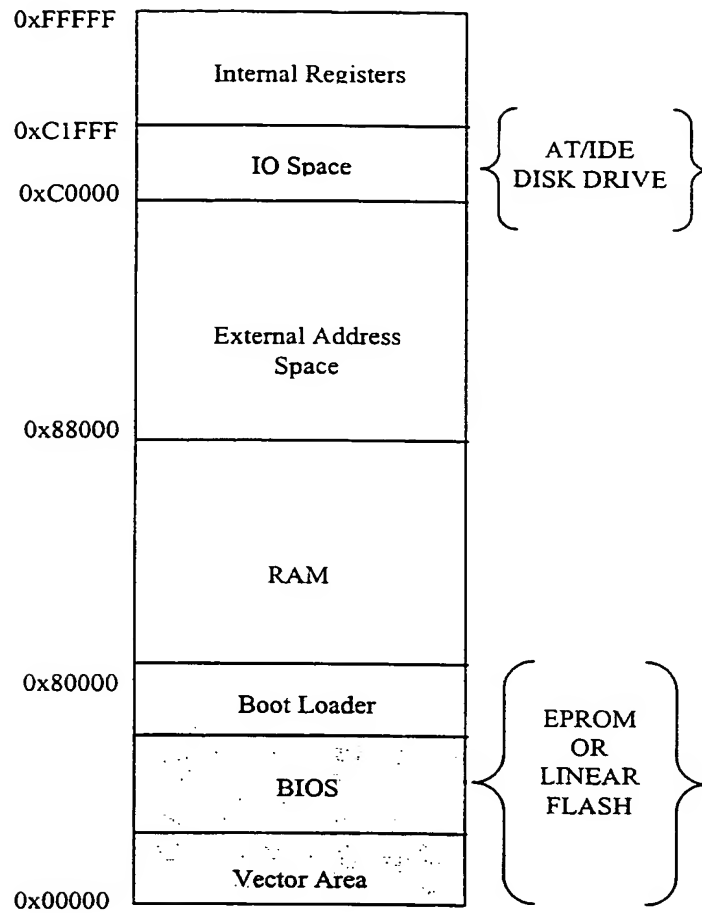 0xFFFFF
Internal Registers
0xC1FFF
IO Space
AT/IDE
DISK DRIVE
0xC0000
External Address
Space
0x88000
RAM
0x80000
Boot Loader
EPROM
OR
LINEAR
FLASH
BIOS
Vector Area
0x00000